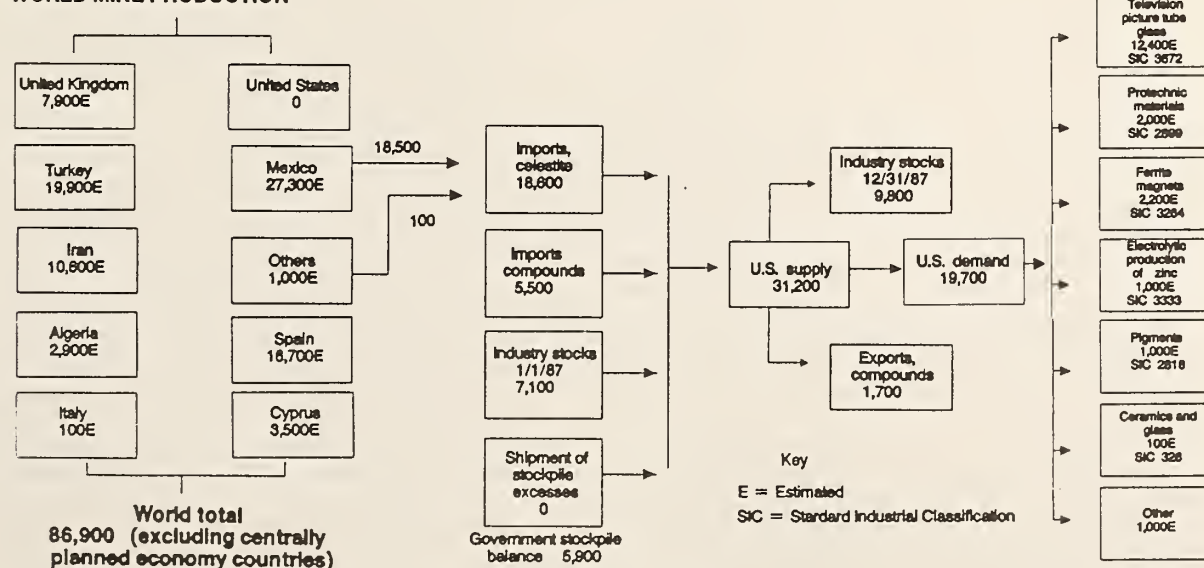 WORLD MINE PRODUCTION
United Kingdom
7,900E
United States
0
Turkey
19,900E
Mexico
27,300E
18,500
Iran
10,600E
Others
1,000E
100
Algeria
2,900E
Spain
16,700E
Italy
100E
Cyprus
3,500E
World total
86,900 (excluding centrally
planned economy countries)
Imports,
celestite
18,600
Imports
compounds
5,500
Industry stocks
1/1/87
7,100
Shipment of
stockpile
excesses
0
Government stockpile
balance 5,900
Industry stocks
12/31/87
9,800
U.S. supply
31,200
U.S. demand
19,700
Exports,
compounds
1,700
Key
E = Estimated
SIC = Stardard Industrial Classification
Television
picture tube
glass
12,400E
SIC 3672
Protechnic
materials
2,000E
SIC 2899
Ferrite
magnets
2,200E
SIC 3264
Electrolytic
production
of zinc
1,000E
SIC 3333
Pigments
1,000E
SIC 2816
Ceramics and
glass
100E
SIC 326
Other
1,000E